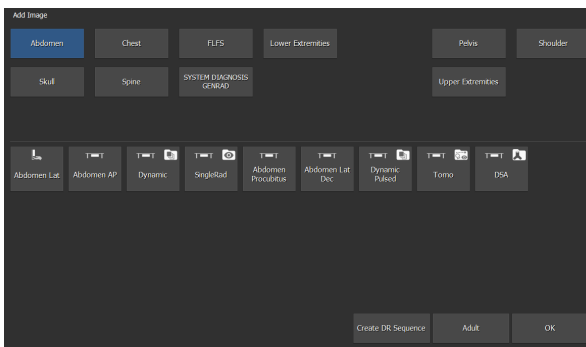 Add Image
Abdomen
Chest
FLFS
Lower Extremities
Pelvis
Shoulder
Skull
Spine
SYSTEM DIAGNOSIS
GENRAD
Upper Extremities
Abdomen Lat
Abdomen AP
Dynamic
SingleRad
Abdomen
Procubitus
Abdomen Lat
Dec
Dynamic
Pulsed
Tomo
DSA
Create DR Sequence
Adult
OK